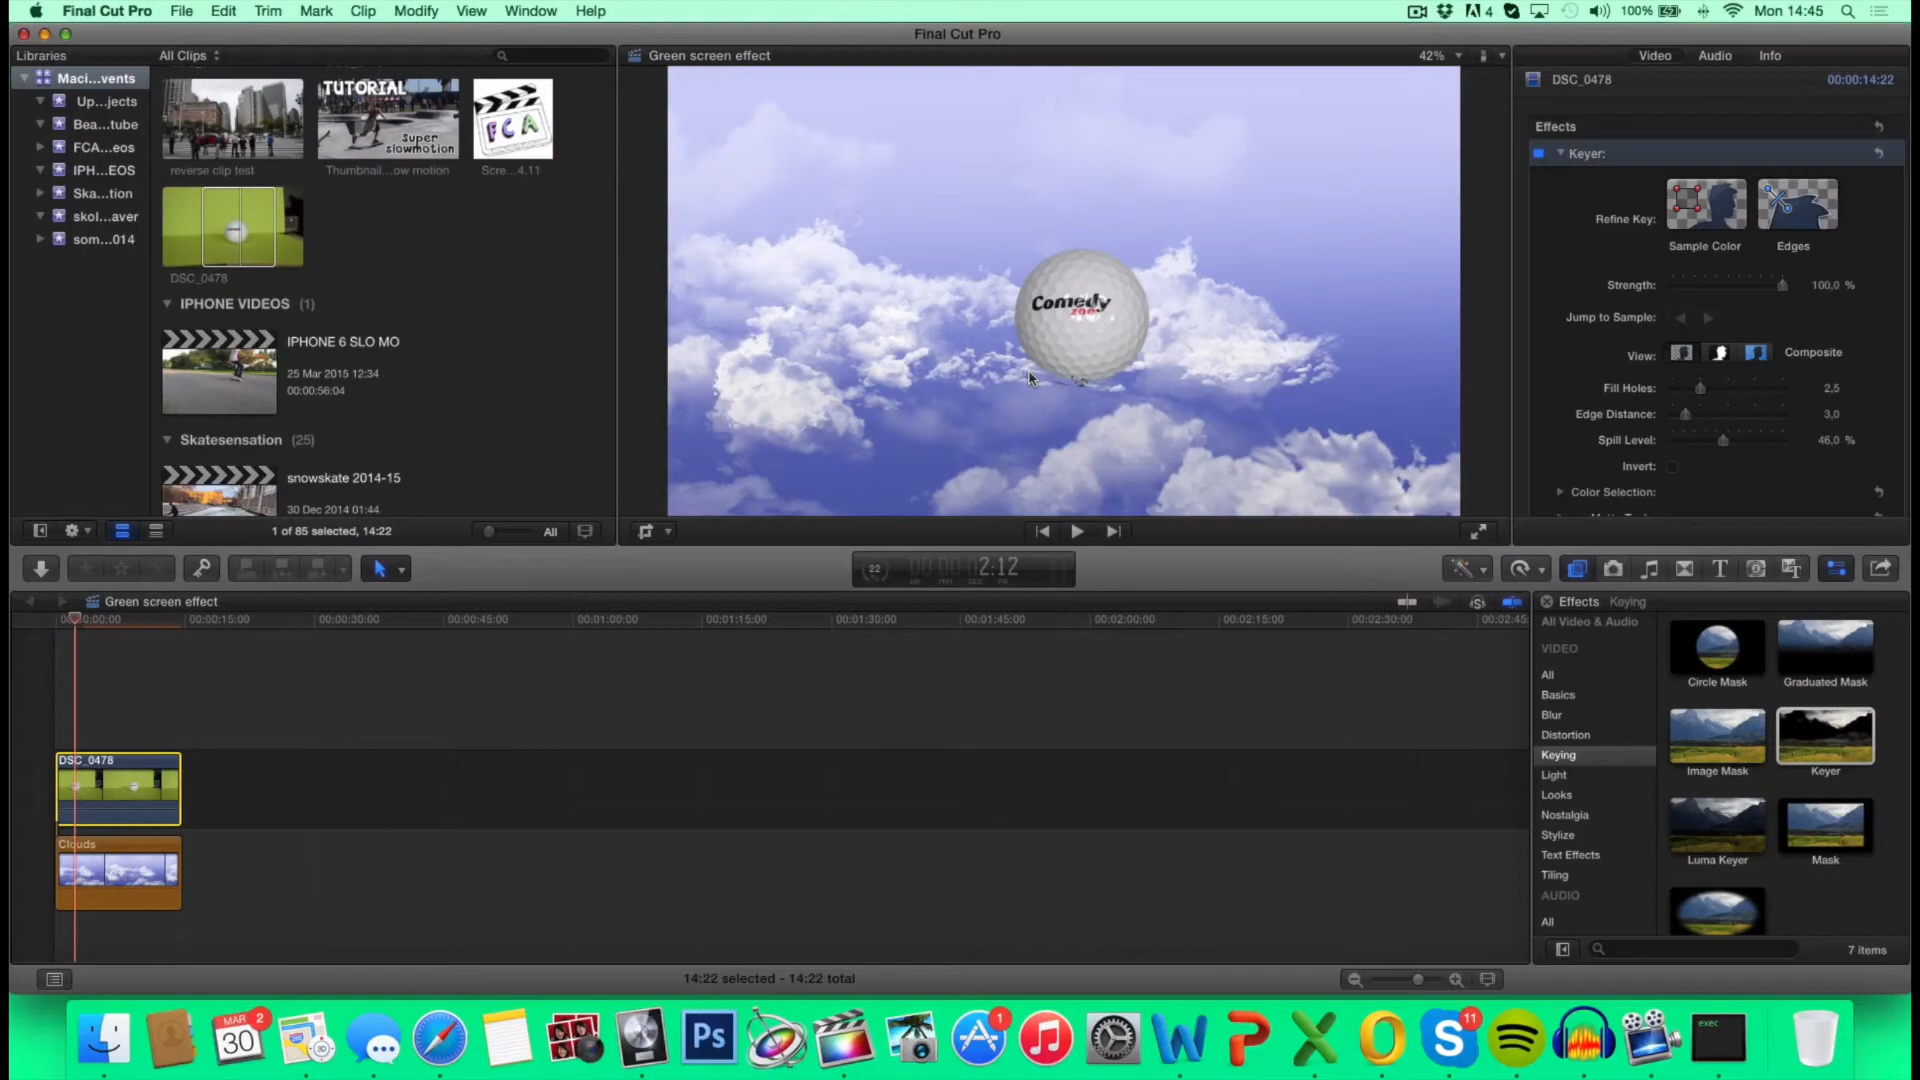 Final Cut Pro File Edit Trim Mark Clip Modify View Window Help
4 100% Mon 14:45
Final Cut Pro
Libraries
All Clips
Green screen effect
42%
Video Audio Info
Maci...vents
Up...jects
Bea...tube
FCA...eos
IPH...EOS
Ska...tion
skol...aver
som...014
TUTORIAL
Super
slowmotion
FCA
reverse clip test
Thumbnail...ow motion
Scre...4.11
DSC_0478
IPHONE VIDEOS (1)
IPHONE 6 SLO MO
25 Mar 2015 12:34
00:00:56:04
Skatesensation (25)
snowskate 2014-15
30 Dec 2014 01:44
1 of 85 selected, 14:22
All
Comedy
ZOO
DSC_0478
00:00:14:22
Effects
Keyer:
Refine Key:
Sample Color
Edges
Strength: 100,0 %
Jump to Sample:
View: Composite
Fill Holes: 2,5
Edge Distance: 3,0
Spill Level: 46,0 %
Invert:
Color Selection:
22
2:12
Green screen effect
00:00:15:00
00:00:30:00
00:00:45:00
00:01:00:00
00:01:15:00
00:01:30:00
00:01:45:00
00:02:00:00
00:02:15:00
00:02:30:00
00:02:45:
DSC_0478
Clouds
Effects Keying
All Video & Audio
VIDEO
All
Basics
Blur
Distortion
Keying
Light
Looks
Nostalgia
Stylize
Text Effects
Tiling
AUDIO
All
Circle Mask
Graduated Mask
Image Mask
Keyer
Luma Keyer
Mask
7 items
14:22 selected - 14:22 total
MAR
30
2
3D
Ps
1
11
exec